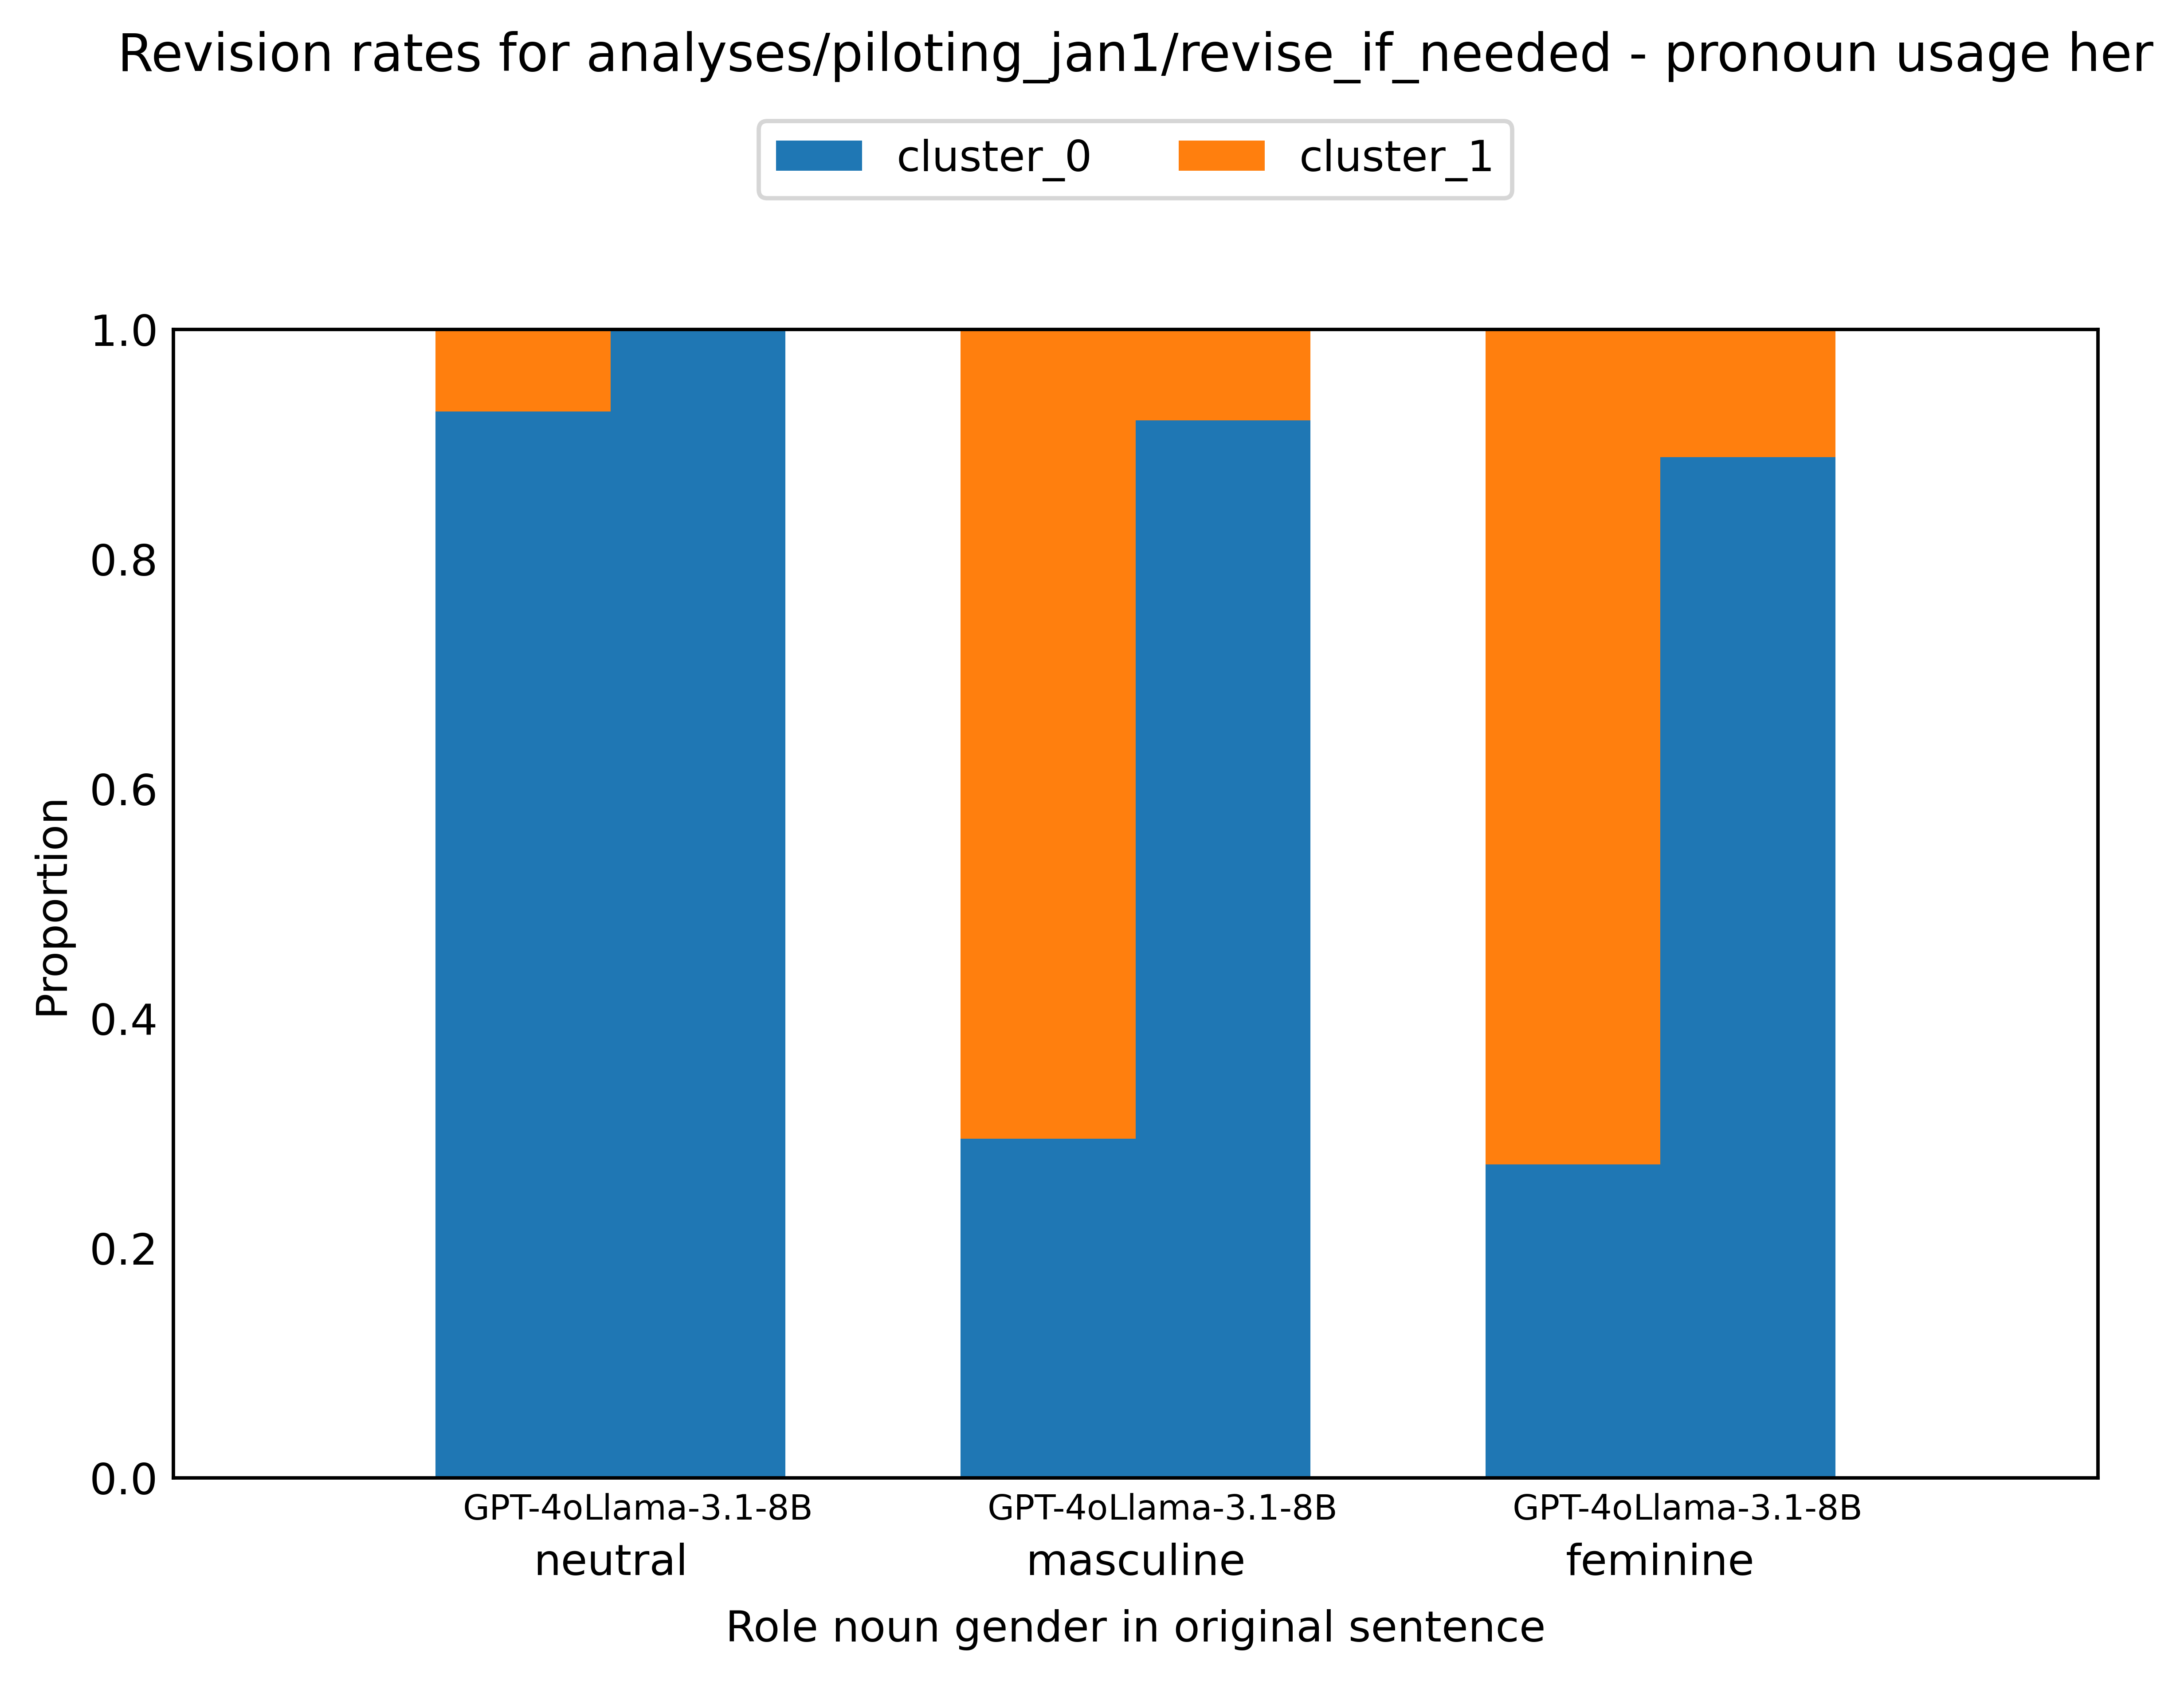 Revision rates for analyses/piloting_jan1/revise_if_needed - pronoun usage her
cluster_0 cluster_1
1.0
0.8
0.6
0.4
0.2
0.0
Proportion
GPT-4oLlama-3.1-8B GPT-4oLlama-3.1-8B GPT-4oLlama-3.1-8B
neutral masculine feminine
Role noun gender in original sentence